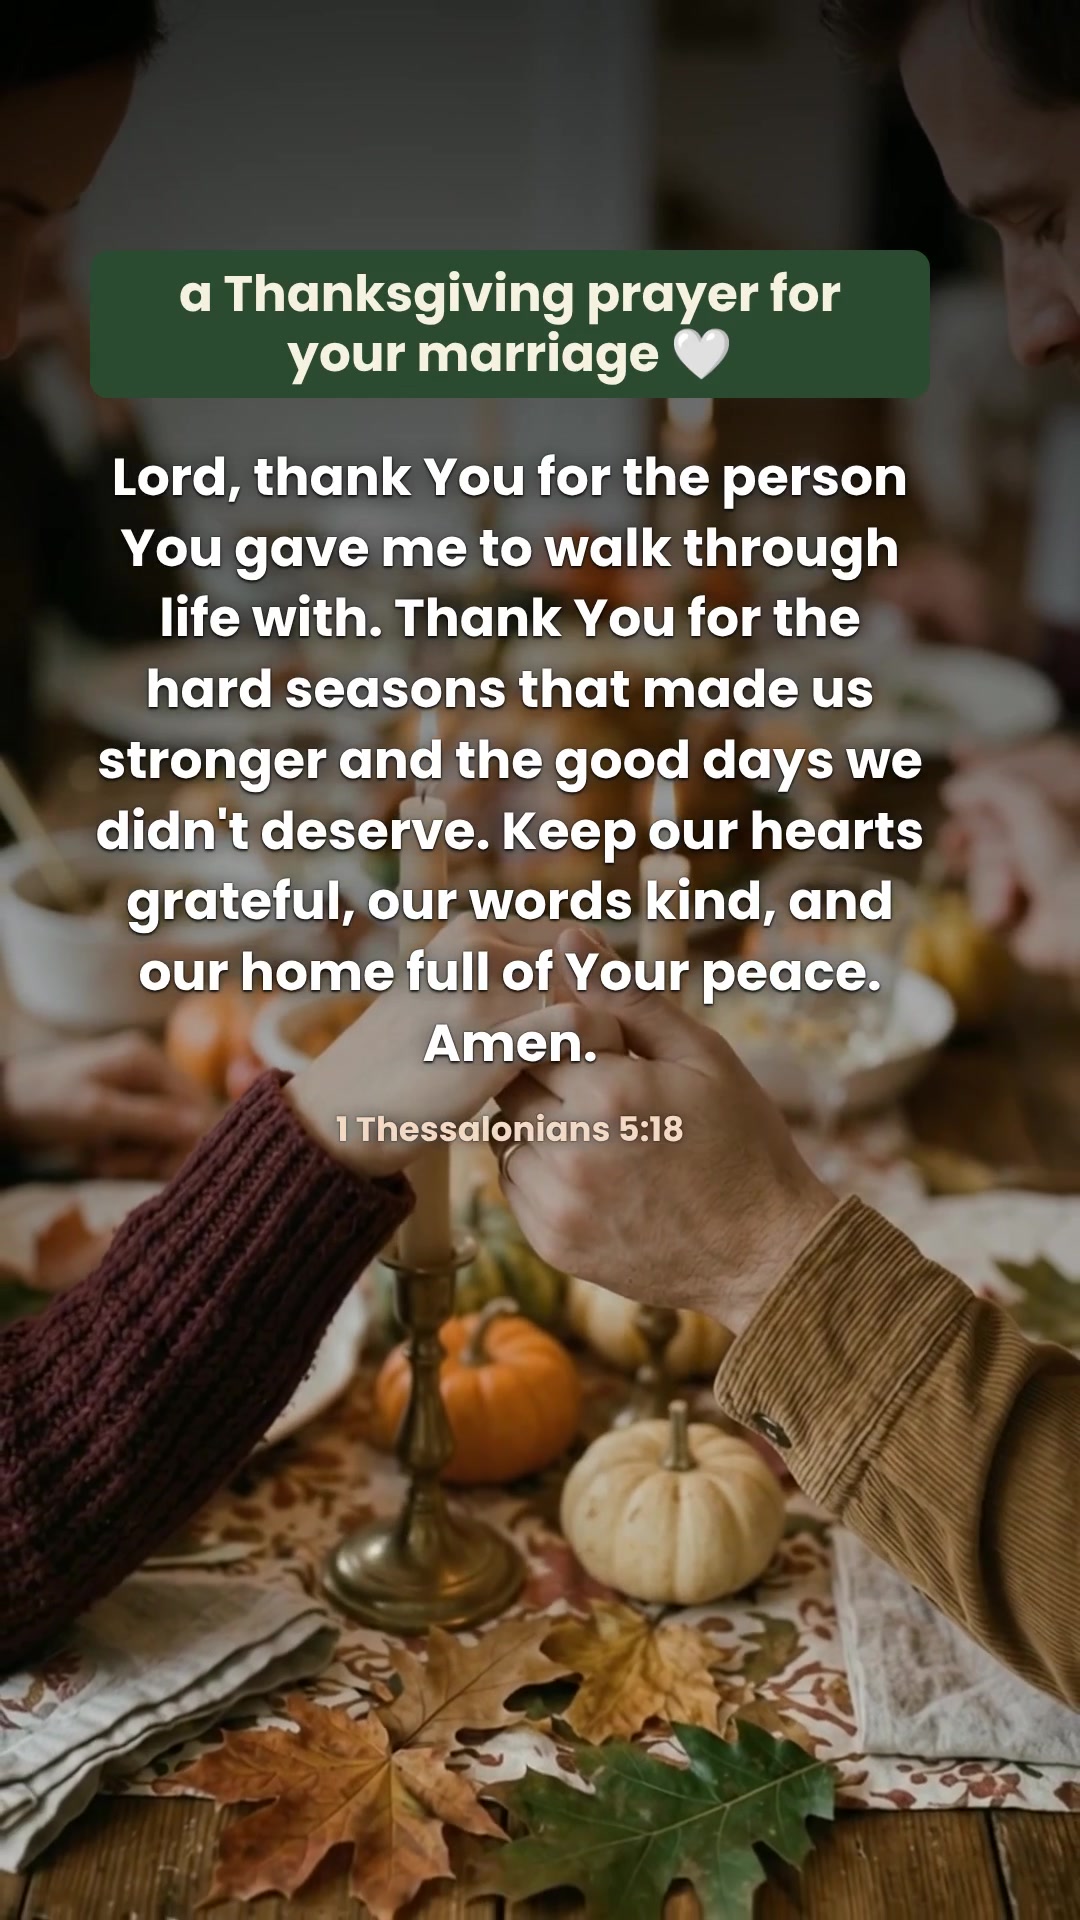 a Thanksgiving prayer for
your marriage 🤍
Lord, thank You for the person
You gave me to walk through
life with. Thank You for the
hard seasons that made us
stronger and the good days we
didn't deserve. Keep our hearts
grateful, our words kind, and
our home full of Your peace.
Amen.
1 Thessalonians 5:18